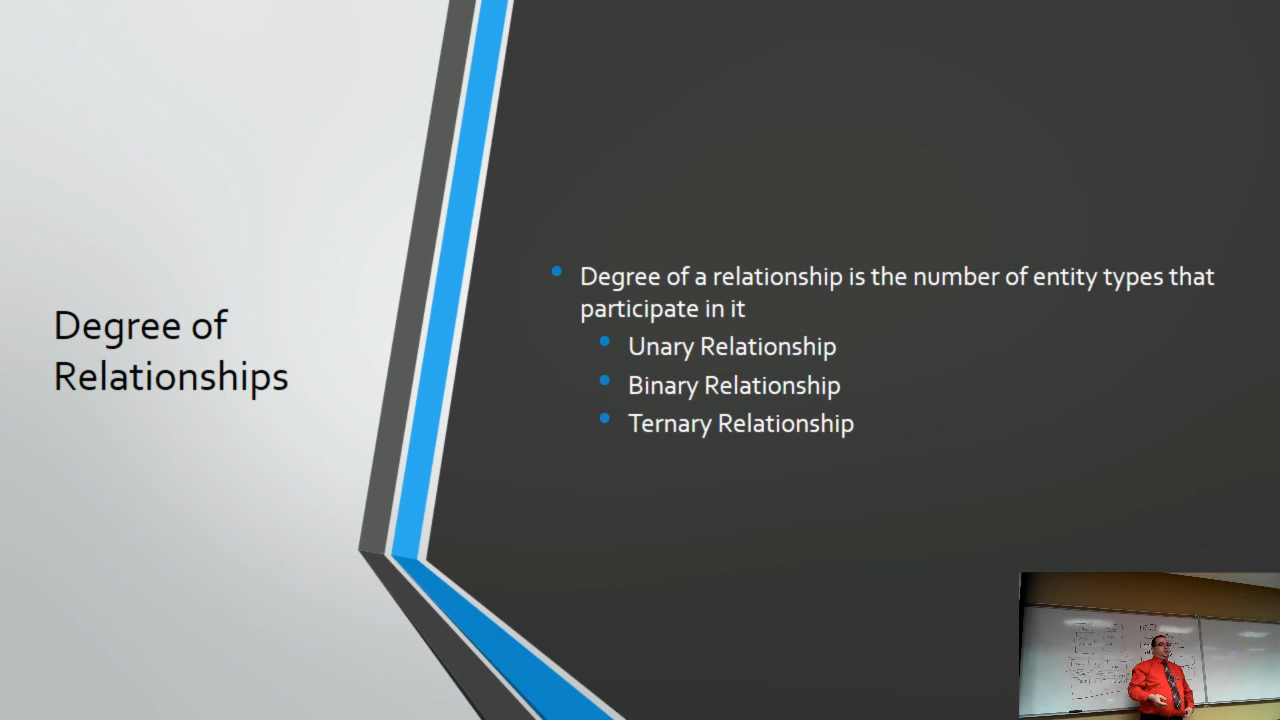 Degree of
Relationships
Degree of a relationship is the number of entity types that
participate in it
Unary Relationship
Binary Relationship
Ternary Relationship